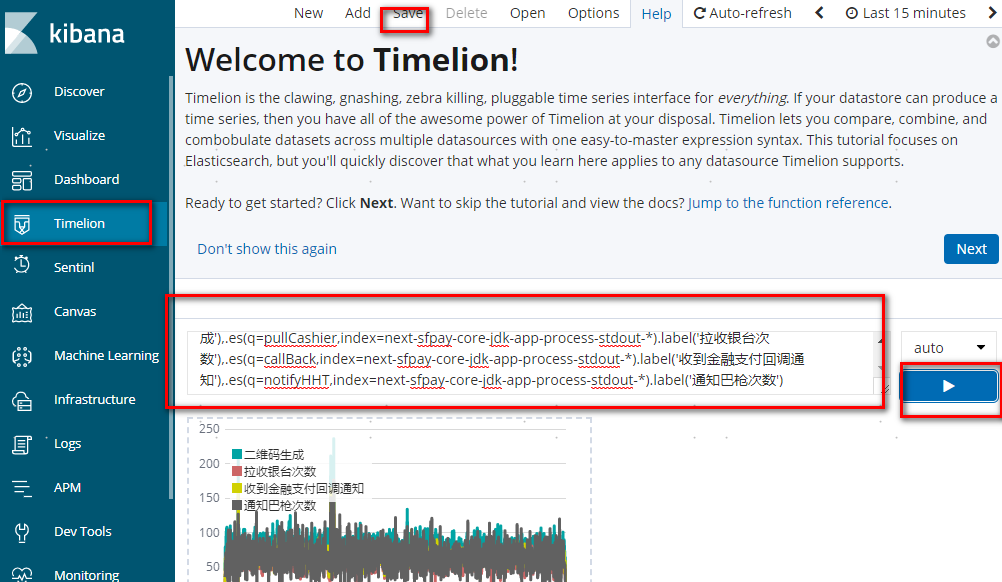 kibana
Discover
Visualize
Dashboard
Timelion
Sentinl
Canvas
Machine Learning
Infrastructure
Logs
APM
Dev Tools
Monitoring
New Add Save Delete Open Options Help Auto-refresh Last 15 minutes
Welcome to Timelion!
Timelion is the clawing, gnashing, zebra killing, pluggable time series interface for everything. If your datastore can produce a
time series, then you have all of the awesome power of Timelion at your disposal. Timelion lets you compare, combine, and
combobulate datasets across multiple datasources with one easy-to-master expression syntax. This tutorial focuses on
Elasticsearch, but you'll quickly discover that what you learn here applies to any datasource Timelion supports.
Ready to get started? Click Next. Want to skip the tutorial and view the docs? Jump to the function reference.
Don't show this again
Next
成'),.es(q=pullCashier,index=next-sfpay-core-jdk-app-process-stdout-*).label('拉收银台次
数'),.es(q=callBack,index=next-sfpay-core-jdk-app-process-stdout-*).label('收到金融支付回调通
知'),.es(q=notifyHHT,index=next-sfpay-core-jdk-app-process-stdout-*).label('通知巴枪次数')
auto
250
200
150
100
50
二维码生成
拉收银台次数
收到金融支付回调通知
通知巴枪次数